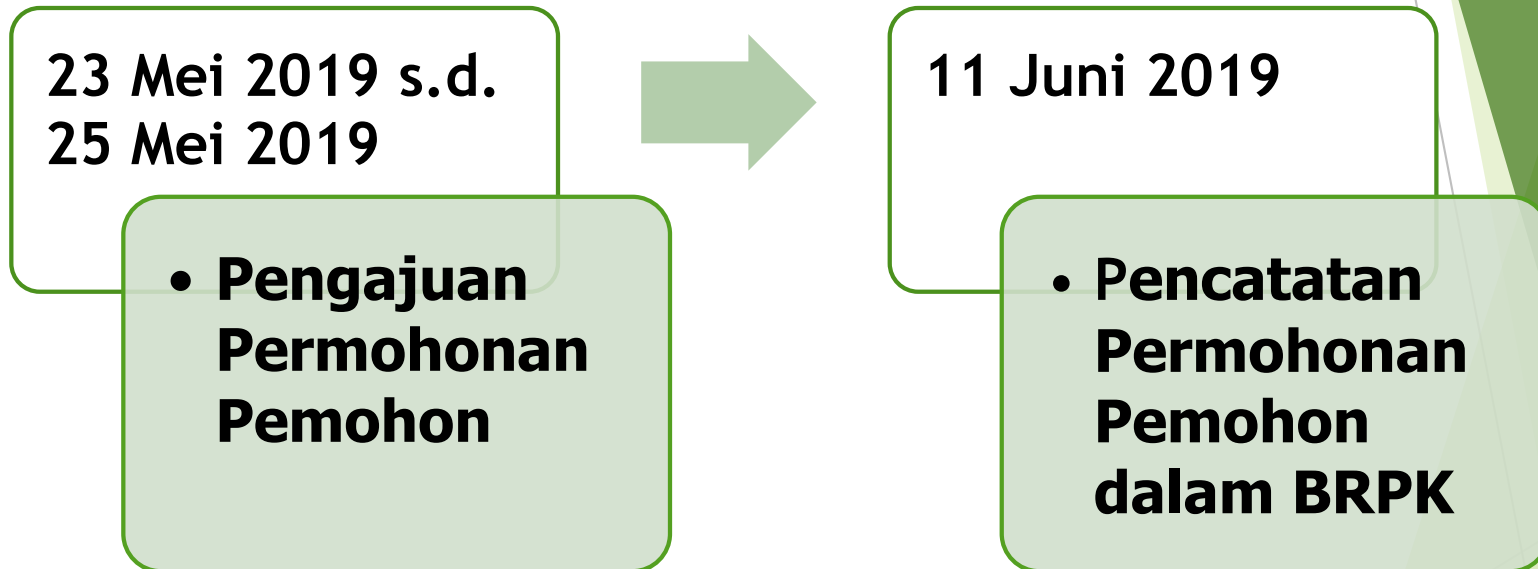 23 Mei 2019 s.d.
25 Mei 2019
• Pengajuan
Permohonan
Pemohon
11 Juni 2019
• Pencatatan
Permohonan
Pemohon
dalam BRPK